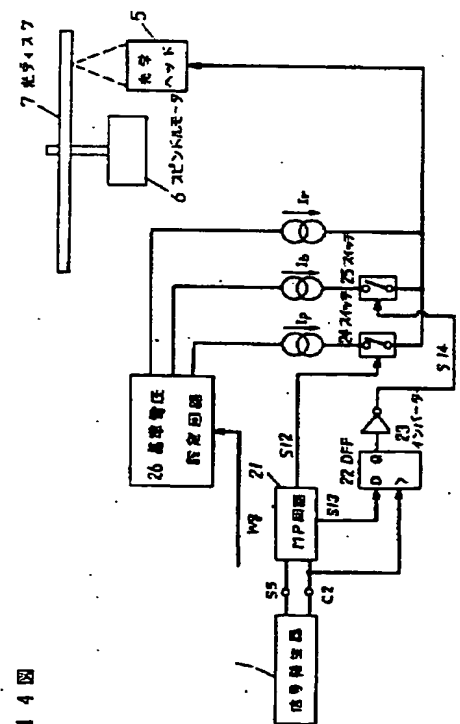 第14図
7 光ディスク
5
光学
ヘッド
6 スピンドルモータ
26 基準電圧
設定回路
Ir
Ib
Ip
25 スイッチ
24 スイッチ
S14
S12
Wg
21
MP回路
S13
22 DFF
D Q
23
インバータ
S5
C2
信号発生器